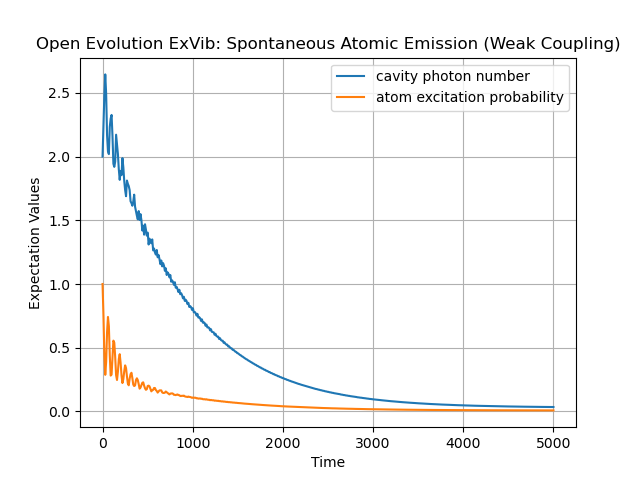 Open Evolution ExVib: Spontaneous Atomic Emission (Weak Coupling)
cavity photon number
atom excitation probability
Expectation Values
2.5
2.0
1.5
1.0
0.5
0.0
0 1000 2000 3000 4000 5000
Time